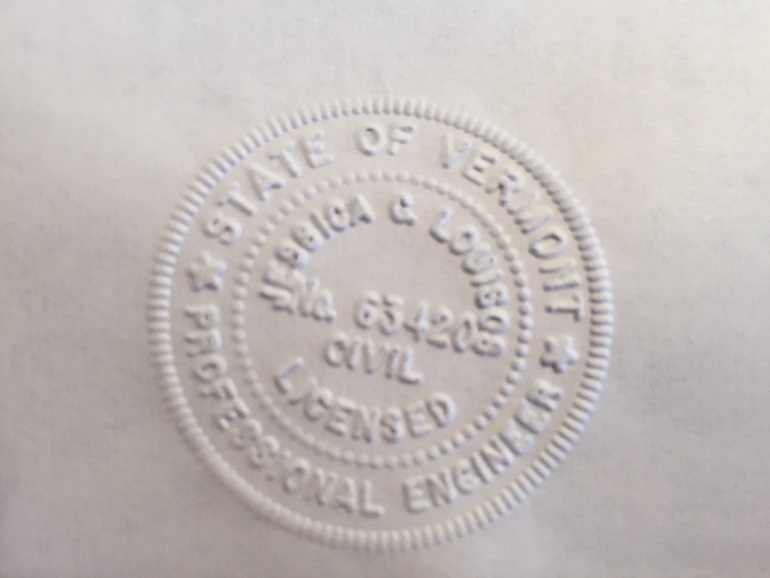 STATE OF VERMONT
JESSICA C. LOUISOS
No. 634208
CIVIL
LICENSED
PROFESSIONAL ENGINEER